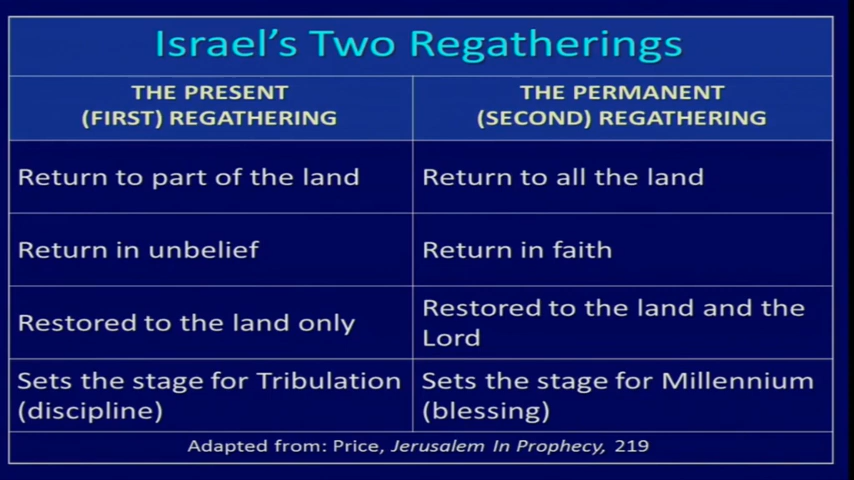 Israel's Two Regatherings
THE PRESENT
(FIRST) REGATHERING
THE PERMANENT
(SECOND) REGATHERING
Return to part of the land
Return to all the land
Return in unbelief
Return in faith
Restored to the land only
Restored to the land and the
Lord
Sets the stage for Tribulation
(discipline)
Sets the stage for Millennium
(blessing)
Adapted from: Price, Jerusalem In Prophecy, 219